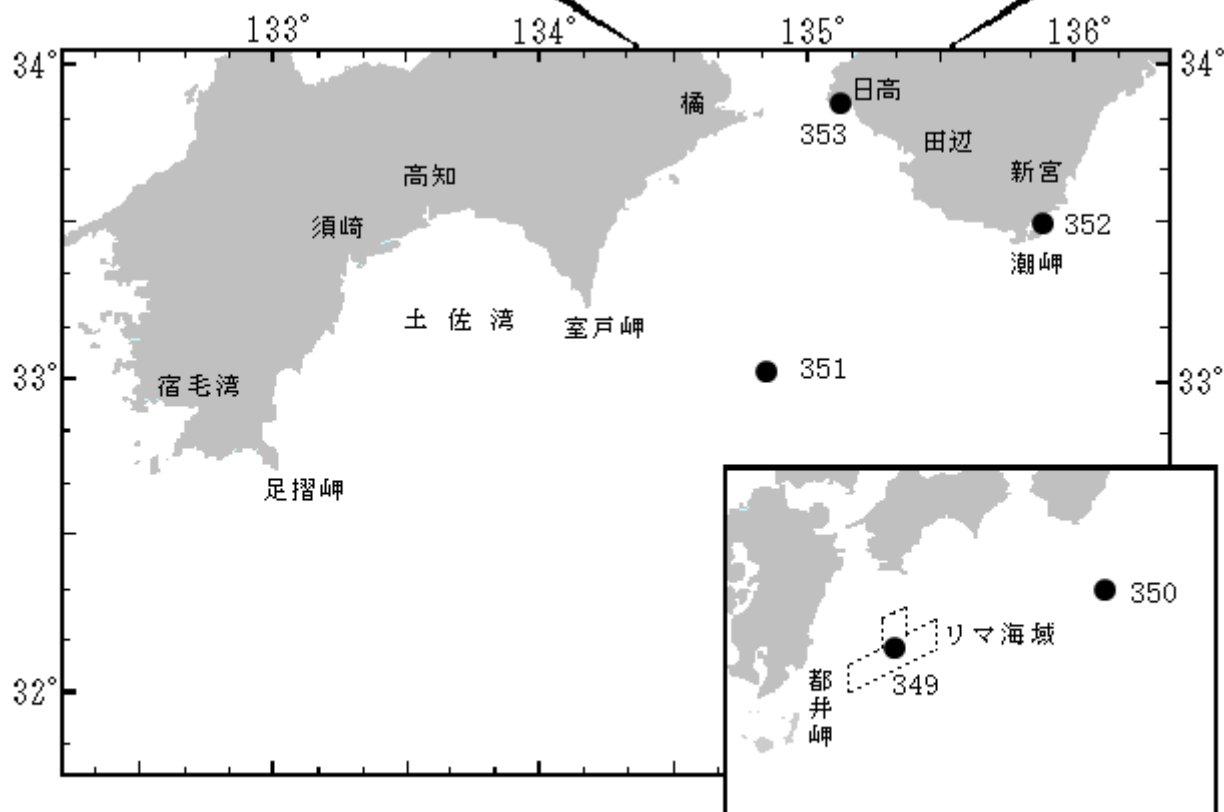 133° 134° 135° 136°
34° 34°
日高
橘
353
田辺
新宮
高知
須崎
352
潮岬
土佐湾
室戸岬
351
33° 33°
宿毛湾
足摺岬
350
リマ海域
349
都井岬
32°